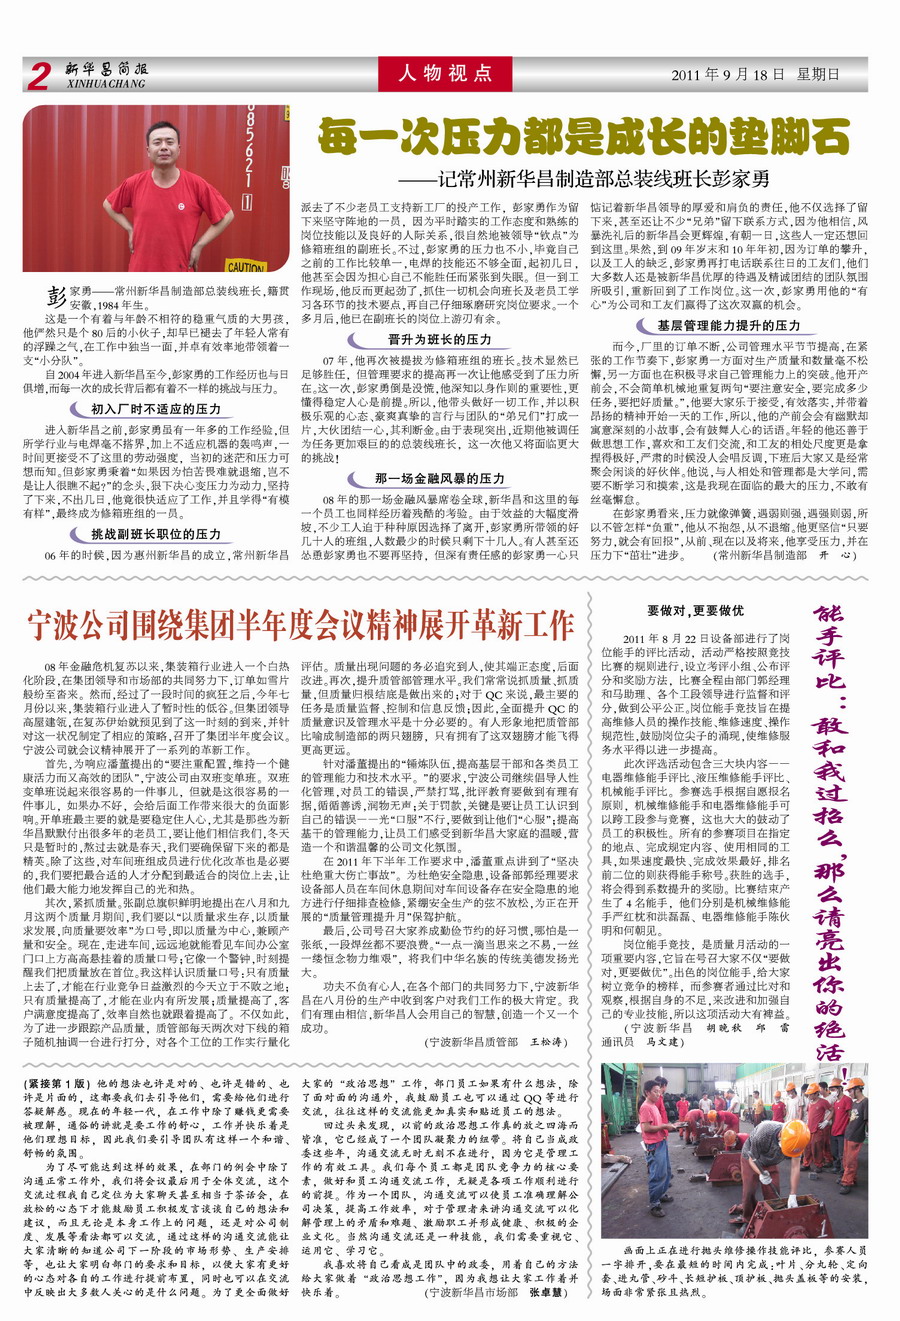 2
新华昌简报
XINHUACHANG
人物视点
2011 年 9 月 18 日  星期日
885621 1
CAUTION
每一次压力都是成长的垫脚石
——记常州新华昌制造部总装线班长彭家勇
彭家勇——常州新华昌制造部总装线班长,籍贯
安徽,1984 年生。
这是一个有着与年龄不相符的稳重气质的大男孩,
他俨然只是个 80 后的小伙子,却早已褪去了年轻人常有
的浮躁之气,在工作中独当一面,并卓有效率地带领着一
支“小分队”。
自 2004 年进入新华昌至今,彭家勇的工作经历也与日
俱增,而每一次的成长背后都有着不一样的挑战与压力。
初入厂时不适应的压力
进入新华昌之前,彭家勇虽有一年多的工作经验,但
所学行业与电焊毫不搭界,加上不适应机器的轰鸣声,一
时间更接受不了这里的劳动强度，当初的迷茫和压力可
想而知。但彭家勇秉着“如果因为怕苦畏难就退缩,岂不
是让人很瞧不起?”的念头,狠下决心变压力为动力,坚持
了下来,不出几日,他竟很快适应了工作,并且学得“有模
有样”,最终成为修箱班组的一员。
挑战副班长职位的压力
06 年的时候,因为惠州新华昌的成立,常州新华昌
派去了不少老员工支持新工厂的投产工作，彭家勇作为留
下来坚守阵地的一员，因为平时踏实的工作态度和熟练的
岗位技能以及良好的人际关系,很自然地被领导“钦点”为
修箱班组的副班长。不过,彭家勇的压力也不小,毕竟自己
之前的工作比较单一,电焊的技能还不够全面,起初几日,
他甚至会因为担心自己不能胜任而紧张到失眠。但一到工
作现场,他反而更起劲了,抓住一切机会向班长及老员工学
习各环节的技术要点,再自己仔细琢磨研究岗位要求。一个
多月后,他已在副班长的岗位上游刃有余。
晋升为班长的压力
07 年,他再次被提拔为修箱班组的班长。技术显然已
足够胜任，但管理要求的提高再一次让他感受到了压力所
在。这一次,彭家勇倒是没慌,他深知以身作则的重要性,更
懂得稳定人心是前提。所以,他带头做好一切工作,并以积
极乐观的心态、豪爽真挚的言行与团队的“弟兄们”打成一
片,大伙团结一心,其利断金。由于表现突出,近期他被调任
为任务更加艰巨的的总装线班长，这一次他又将面临更大
的挑战!
那一场金融风暴的压力
08 年的那一场金融风暴席卷全球,新华昌和这里的每
一个员工也同样经历着残酷的考验。由于效益的大幅度滑
坡,不少工人迫于种种原因选择了离开,彭家勇所带领的好
几十人的班组,人数最少的时候只剩下十几人。有人甚至还
怂恿彭家勇也不要再坚持，但深有责任感的彭家勇一心只
惦记着新华昌领导的厚爱和肩负的责任,他不仅选择了留
下来,甚至还让不少“兄弟”留下联系方式,因为他相信,风
暴洗礼后的新华昌会更辉煌,有朝一日,这些人一定还想回
到这里。果然,到 09 年岁末和 10 年年初,因为订单的攀升,
以及工人的缺乏,彭家勇再打电话联系往日的工友们,他们
大多数人还是被新华昌优厚的待遇及精诚团结的团队氛围
所吸引,重新回到了工作岗位。这一次,彭家勇用他的“有
心”为公司和工友们赢得了这次双赢的机会。
基层管理能力提升的压力
而今,厂里的订单不断,公司管理水平节节提高,在紧
张的工作节奏下,彭家勇一方面对生产质量和数量毫不松
懈,另一方面也在积极寻求自己管理能力上的突破。他开产
前会,不会简单机械地重复两句“要注意安全,要完成多少
任务,要把好质量。”,他要大家乐于接受,有效落实,并带着
昂扬的精神开始一天的工作,所以,他的产前会会有幽默却
寓意深刻的小故事,会有鼓舞人心的话语。年轻的他还善于
做思想工作,喜欢和工友们交流,和工友的相处尺度更是拿
捏得极好,严肃的时候没人会唱反调,下班后大家又是经常
聚会闲谈的好伙伴。他说,与人相处和管理都是大学问,需
要不断学习和摸索,这是我现在面临的最大的压力,不敢有
丝毫懈怠。
在彭家勇看来,压力就像弹簧,遇弱则强,遇强则弱,所
以不管怎样“负重”,他从不抱怨,从不退缩。他更坚信“只要
努力,就会有回报”,从前、现在以及将来,他享受压力,并在
压力下“茁壮”进步。  (常州新华昌制造部  开  心)
宁波公司围绕集团半年度会议精神展开革新工作
08 年金融危机复苏以来,集装箱行业进入一个白热
化阶段,在集团领导和市场部的共同努力下,订单如雪片
般纷至沓来。然而,经过了一段时间的疯狂之后,今年七
月份以来,集装箱行业进入了暂时性的低谷。但集团领导
高屋建瓴,在复苏伊始就预见到了这一时刻的到来,并针
对这一状况制定了相应的策略,召开了集团半年度会议。
宁波公司就会议精神展开了一系列的革新工作。
首先,为响应潘董提出的“要注重配置,维持一个健
康活力而又高效的团队”,宁波公司由双班变单班。双班
变单班说起来很容易的一件事儿，但就是这很容易的一
件事儿，如果办不好，会给后面工作带来很大的负面影
响。开单班最主要的就是要稳定住人心,尤其是那些为新
华昌默默付出很多年的老员工,要让他们相信我们,冬天
只是暂时的,熬过去就是春天,我们要确保留下来的都是
精英。除了这些,对车间班组成员进行优化改革也是必要
的,我们要把最合适的人才分配到最适合的岗位上去,让
他们最大能力地发挥自己的光和热。
其次,紧抓质量。张副总旗帜鲜明地提出在八月和九
月这两个质量月期间,我们要以“以质量求生存,以质量
求发展,向质量要效率”为口号,即以质量为中心,兼顾产
量和安全。现在,走进车间,远远地就能看见车间办公室
门口上方高高悬挂着的质量口号;它像一个警钟,时刻提
醒我们把质量放在首位。我这样认识质量口号:只有质量
上去了,才能在行业竞争日益激烈的今天立于不败之地;
只有质量提高了,才能在业内有所发展;质量提高了,客
户满意度提高了,效率自然也就跟着提高了。不仅如此,
为了进一步跟踪产品质量，质管部每天两次对下线的箱
子随机抽调一台进行打分，对各个工位的工作实行量化
评估。质量出现问题的务必追究到人,使其端正态度,后面
改进。再次,提升质管部管理水平。我们常常说抓质量、抓质
量,但质量归根结底是做出来的;对于 QC 来说,最主要的
任务是质量监督、控制和信息反馈;因此,全面提升 QC 的
质量意识及管理水平是十分必要的。有人形象地把质管部
比喻成制造部的两只翅膀，只有拥有了这双翅膀才能飞得
更高更远。
针对潘董提出的“锤炼队伍,提高基层干部和各类员工
的管理能力和技术水平。”的要求,宁波公司继续倡导人性
化管理,对员工的错误,严禁打骂,批评教育要做到有理有
据,循循善诱,润物无声;关于罚款,关键是要让员工认识到
自己的错误——光“口服”不行,要做到让他们“心服”;提高
基干的管理能力,让员工们感受到新华昌大家庭的温暖,营
造一个和谐温馨的公司文化氛围。
在 2011 年下半年工作要求中,潘董重点讲到了“坚决
杜绝重大伤亡事故”。为杜绝安全隐患,设备部郭经理要求
设备部人员在车间休息期间对车间设备存在安全隐患的地
方进行仔细排查检修,紧绷安全生产的弦不放松,为正在开
展的“质量管理提升月”保驾护航。
最后,公司号召大家养成勤俭节约的好习惯,哪怕是一
张纸,一段焊丝都不要浪费。“一点一滴当思来之不易,一丝
一缕恒念物力维艰”，将我们中华名族的传统美德发扬光
大。
功夫不负有心人,在各个部门的共同努力下,宁波新华
昌在八月份的生产中收到客户对我们工作的极大肯定。我
们有理由相信,新华昌人会用自己的智慧,创造一个又一个
成功。
(宁波新华昌质管部  王松涛)
要做对,更要做优
2011 年 8 月 22 日设备部进行了岗
位能手的评比活动，活动严格按照竞技
比赛的规则进行,设立考评小组、公布评
分和奖励方法，比赛全程由部门郭经理
和马助理、各个工段领导进行监督和评
分,做到公平公正。岗位能手竞技旨在提
高维修人员的操作技能、维修速度、操作
规范性,鼓励岗位尖子的涌现,使维修服
务水平得以进一步提高。
此次评选活动包含三大块内容——
电器维修能手评比、液压维修能手评比、
机械能手评比。参赛选手根据自愿报名
原则，机械维修能手和电器维修能手可
以跨工段参与竞赛，这也大大的鼓动了
员工的积极性。所有的参赛项目在指定
的地点、完成规定内容、使用相同的工
具,如果速度最快、完成效果最好,排名
前二位的则获得能手称号。获胜的选手,
将会得到系数提升的奖励。比赛结束产
生了 4 名能手，他们分别是机械维修能
手严红枕和洪磊磊、电器维修能手陈伙
明和何朝见。
岗位能手竞技，是质量月活动的一
项重要内容,它旨在号召大家不仅“要做
对,更要做优”。出色的岗位能手,给大家
树立竞争的榜样，而参赛者通过比对和
观察,根据自身的不足,来改进和加强自
己的专业技能,所以这项活动大有裨益。
(宁波新华昌  胡晓秋  邱  雷
通讯员  马文建)
能手评比:敢和我过招么,那么请亮出你的绝活!
(紧接第 1 版) 他的想法也许是对的、也许是错的、也
许是片面的，这都要我们去引导他们，需要给他们进行
答疑解惑。现在的年轻一代，在工作中除了赚钱更需要
被理解，通俗的讲就是要工作的舒心，工作并快乐着是
他们理想目标，因此我们要引导团队有这样一个和谐、
舒畅的氛围。
为了尽可能达到这样的效果，在部门的例会中除了
沟通正常工作外，我们将会议最后用于全体交流，这个
交流过程我自己定位为大家聊天甚至相当于茶话会，在
放松的心态下才能鼓励员工积极发言谈谈自己的想法和
建议，而且无论是本身工作上的问题，还是对公司制
度、发展等看法都可以交流，通过这样的沟通交流能让
大家清晰的知道公司下一阶段的市场形势、生产安排
等，也让大家明白部门的要求和目标，以便大家有更好
的心态对各自的工作进行提前布置，同时也可以在交流
中反映出大多数人关心的是什么问题。为了更全面做好
大家的“政治思想”工作，部门员工如果有什么想法，除
了面对面的沟通外，我鼓励员工也可以通过 QQ 等进行
交流，往往这样的交流能更加真实和贴近员工的想法。
回过头来发现，以前的政治思想工作真的放之四海而
皆准，它已经成了一个团队凝聚力的纽带。将自己当成政
委这些年，沟通交流无时无刻不在进行，因为它是管理工
作的有效工具。我们每个员工都是团队竞争力的核心要
素，做好和员工沟通交流工作，无疑是各项工作顺利进行
的前提。作为一个团队，沟通交流可以使员工准确理解公
司决策，提高工作效率，对于管理者来讲沟通交流可以化
解管理上的矛盾和难题、激励职工并形成健康、积极的企
业文化。当然沟通交流还是一种技能，我们需要重视它、
运用它、学习它。
我喜欢将自己看成是团队中的政委，用着自己的方法
给大家做着“政治思想工作”，因为我想让大家工作着并
快乐着。  (宁波新华昌市场部  张卓慧)
画面上正在进行抛头维修操作技能评比，参赛人员
一字排开，要在最短的时间内完成:叶片、分丸轮、定向
套、进丸管、砂斗、长短护板、顶护板、抛头盖板等的安装，
场面非常紧张且热烈。